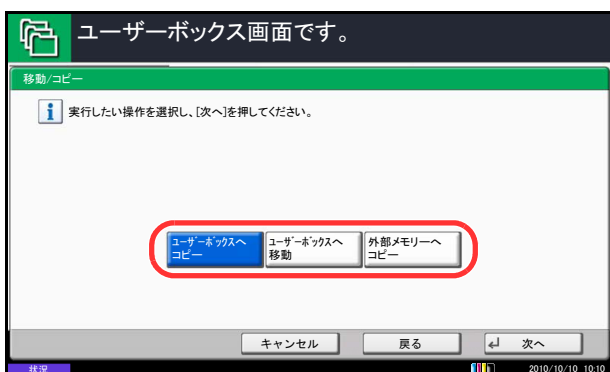 ユーザーボックス画面です。
移動/コピー
実行したい操作を選択し、[次へ]を押してください。
ユーザーボックスへ
コピー
ユーザーボックスへ
移動
外部メモリーへ
コピー
キャンセル
戻る
次へ
状況
2010/10/10 10:10